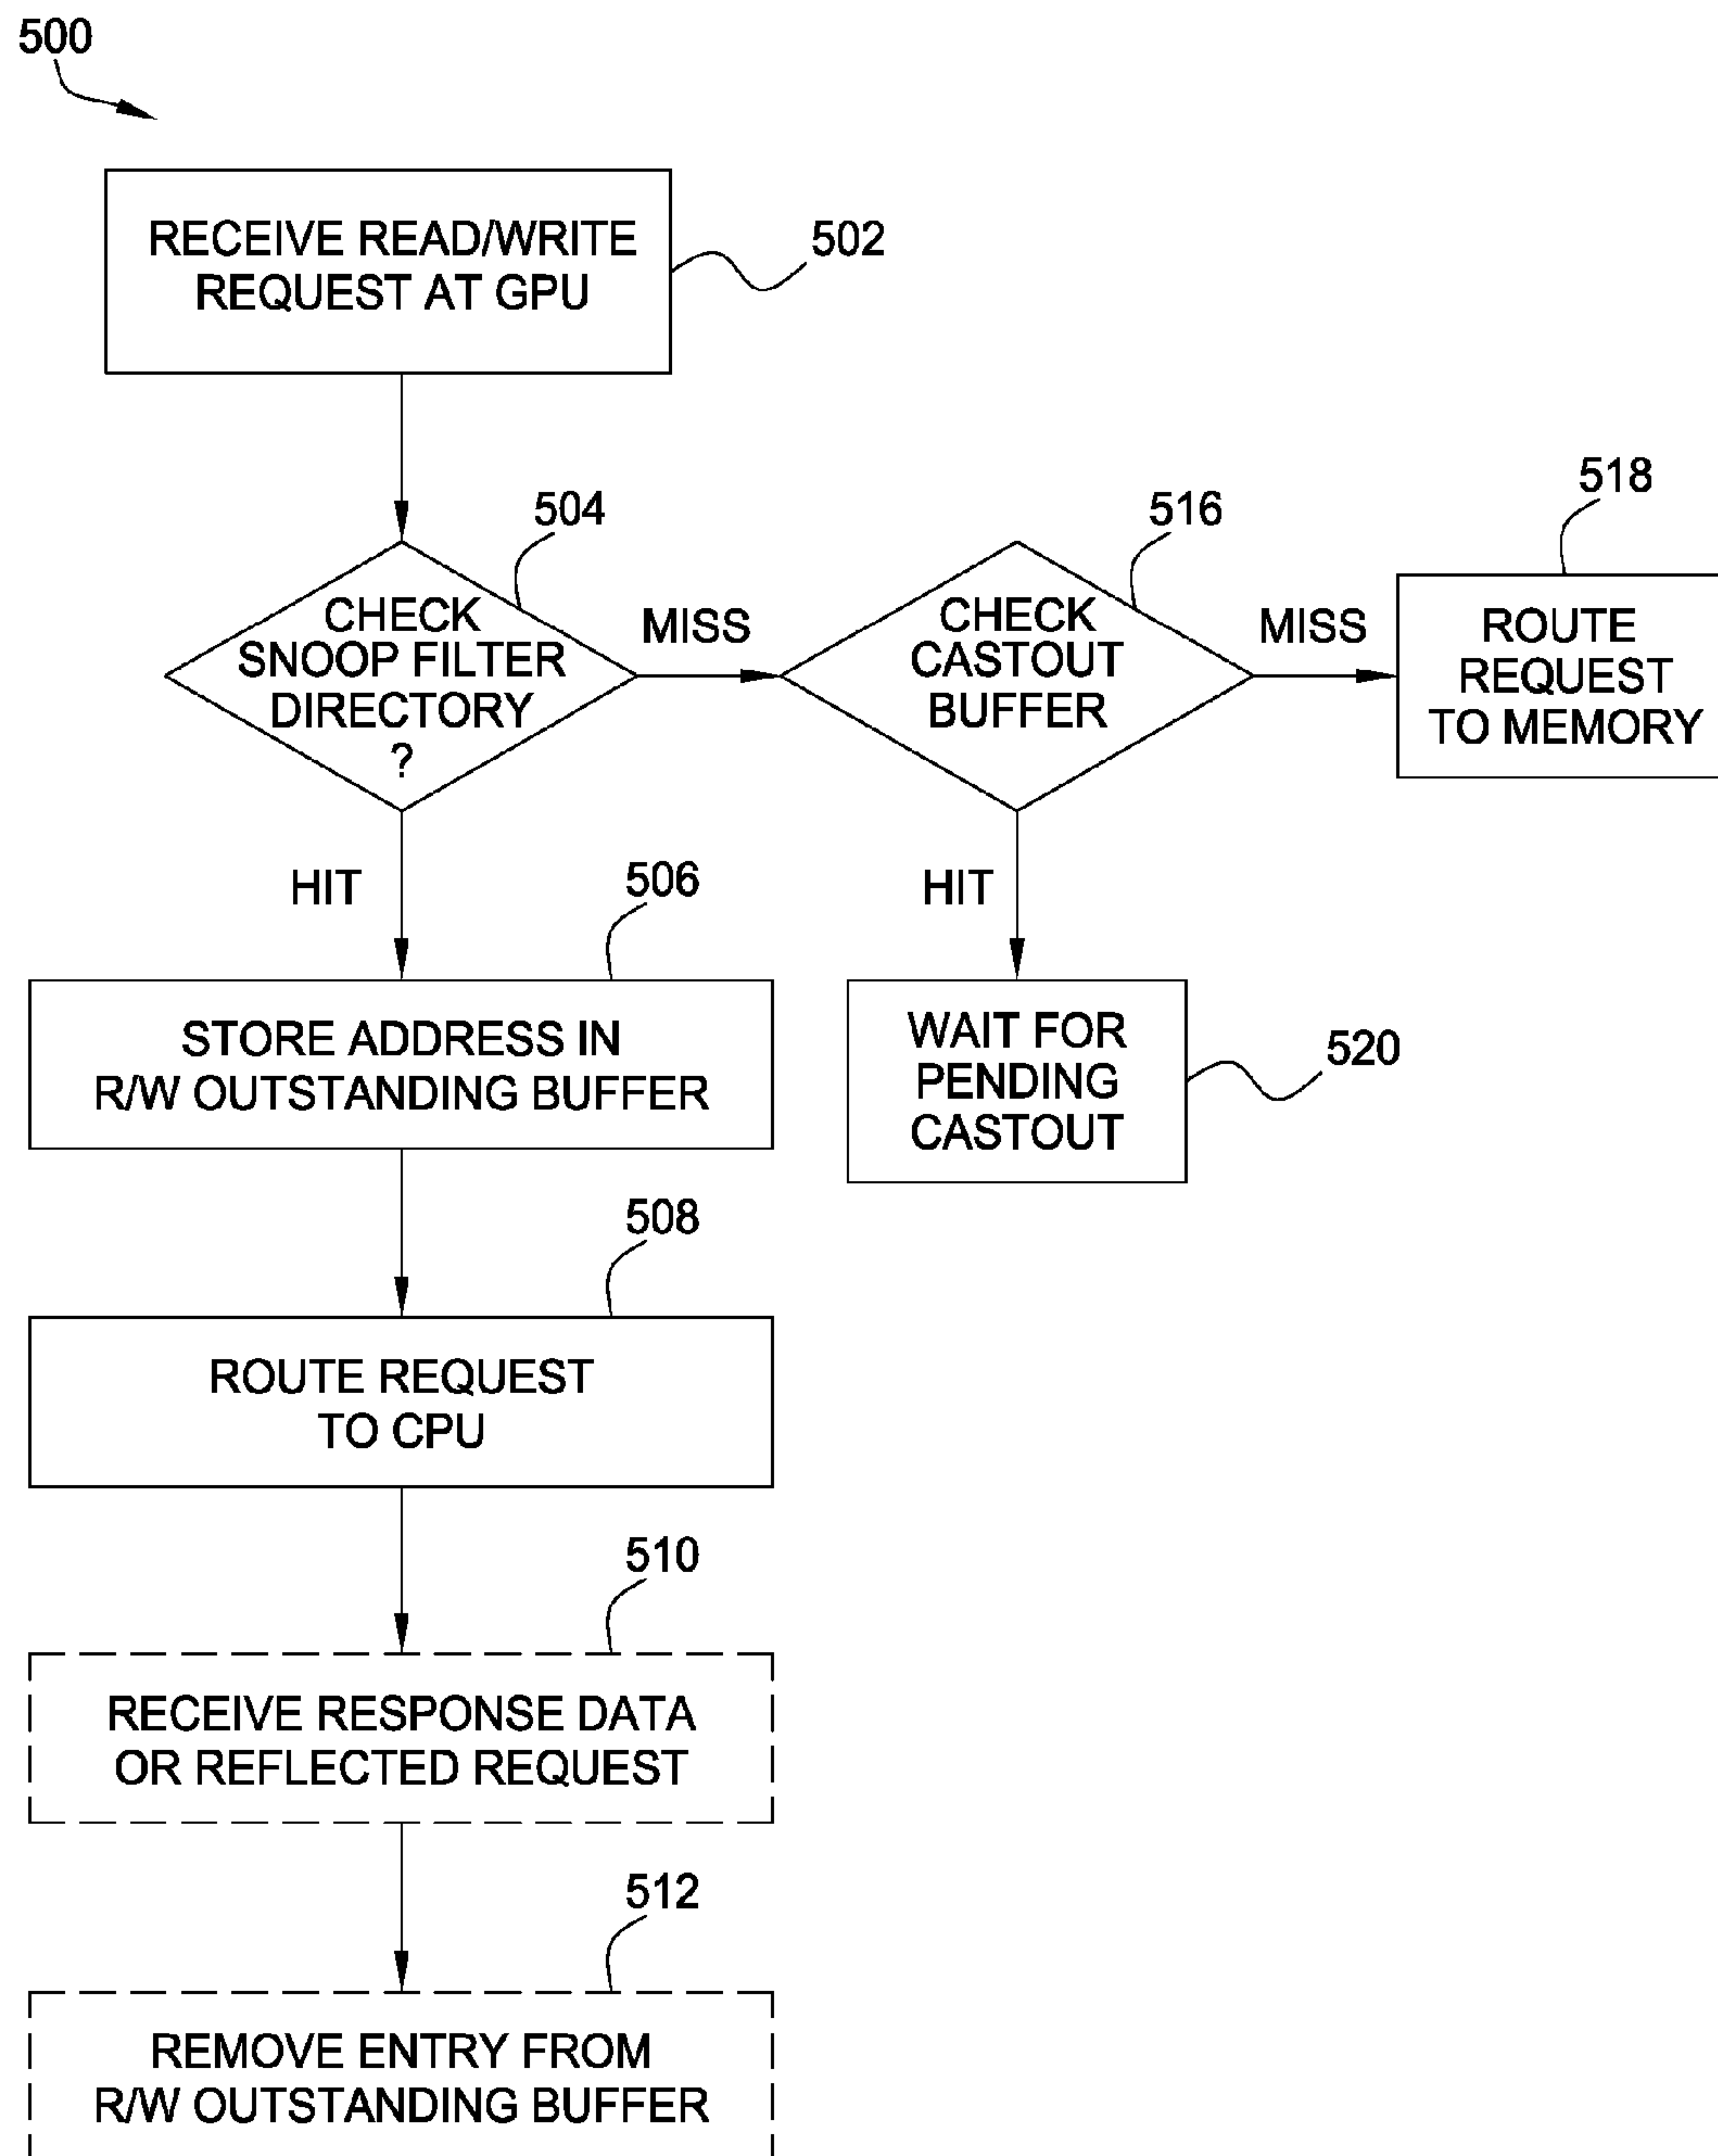 500
RECEIVE READ/WRITE
REQUEST AT GPU
502
504
CHECK
SNOOP FILTER
DIRECTORY
?
MISS
516
CHECK
CASTOUT
BUFFER
MISS
518
ROUTE
REQUEST
TO MEMORY
HIT
506
STORE ADDRESS IN
R/W OUTSTANDING BUFFER
HIT
WAIT FOR
PENDING
CASTOUT
520
508
ROUTE REQUEST
TO CPU
510
RECEIVE RESPONSE DATA
OR REFLECTED REQUEST
512
REMOVE ENTRY FROM
R/W OUTSTANDING BUFFER